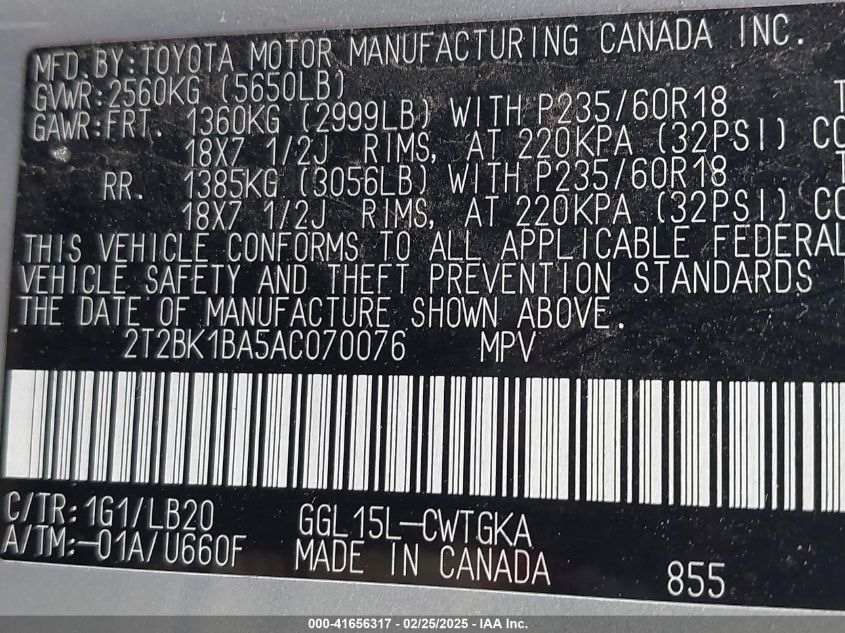 MFD.BY:TOYOTA MOTOR MANUFACTURING CANADA INC.
GVWR:2560KG (5650LB)
GAWR:FRT. 1360KG (2999LB) WITH P235/60R18 T
18X7 1/2J RIMS, AT 220KPA (32PSI) CO
RR. 1385KG (3056LB) WITH P235/60R18 T
18X7 1/2J RIMS, AT 220KPA (32PSI) CO
THIS VEHICLE CONFORMS TO ALL APPLICABLE FEDERAL
VEHICLE SAFETY AND THEFT PREVENTION STANDARDS
THE DATE OF MANUFACTURE SHOWN ABOVE.
2T2BK1BA5AC070076 MPV
C/TR:1G1/LB20 GGL15L-CWTGKA
A/TM:-01A/U660F MADE IN CANADA 855
000-41656317 - 02/25/2025 - IAA Inc.